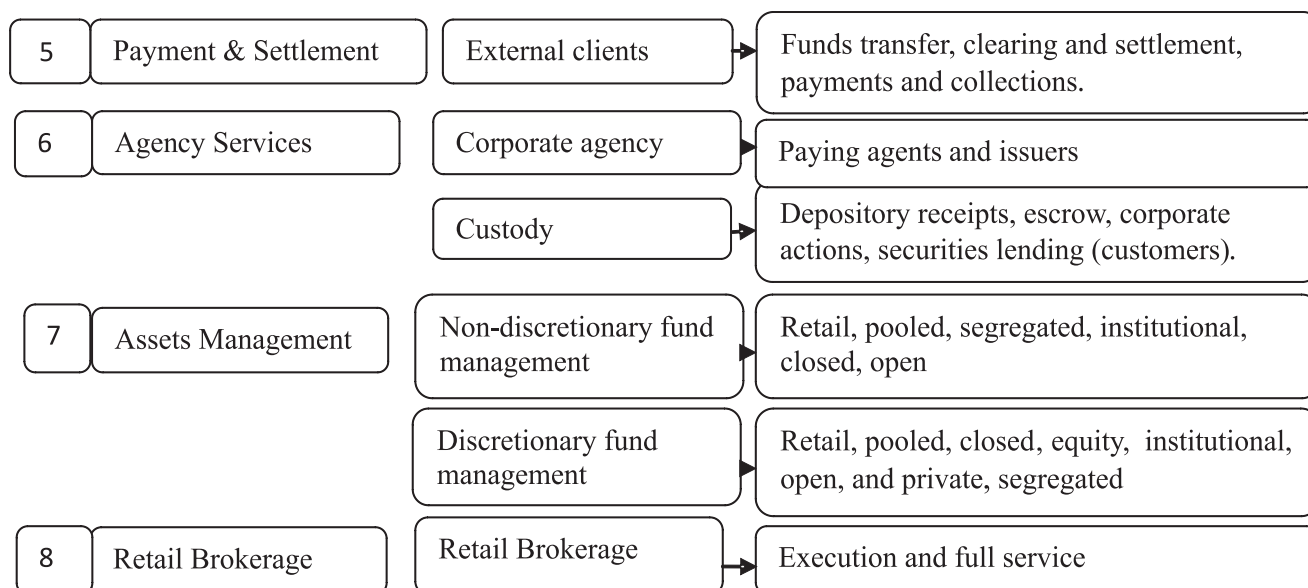 5 Payment & Settlement External clients Funds transfer, clearing and settlement,
payments and collections.
6 Agency Services Corporate agency Paying agents and issuers
Custody Depository receipts, escrow, corporate
actions, securities lending (customers).
7 Assets Management Non-discretionary fund
management Retail, pooled, segregated, institutional,
closed, open
Discretionary fund
management Retail, pooled, closed, equity, institutional,
open, and private, segregated
8 Retail Brokerage Retail Brokerage Execution and full service